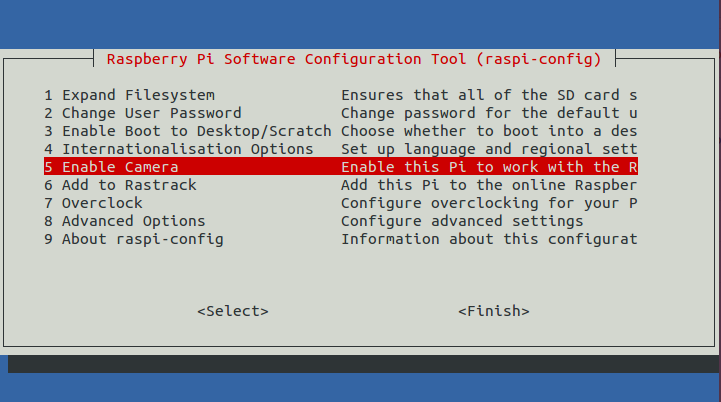 Raspberry Pi Software Configuration Tool (raspi-config)
1 Expand Filesystem Ensures that all of the SD card s
2 Change User Password Change password for the default u
3 Enable Boot to Desktop/Scratch Choose whether to boot into a des
4 Internationalisation Options Set up language and regional sett
5 Enable Camera Enable this Pi to work with the R
6 Add to Rastrack Add this Pi to the online Raspber
7 Overclock Configure overclocking for your P
8 Advanced Options Configure advanced settings
9 About raspi-config Information about this configurat
<Select> <Finish>